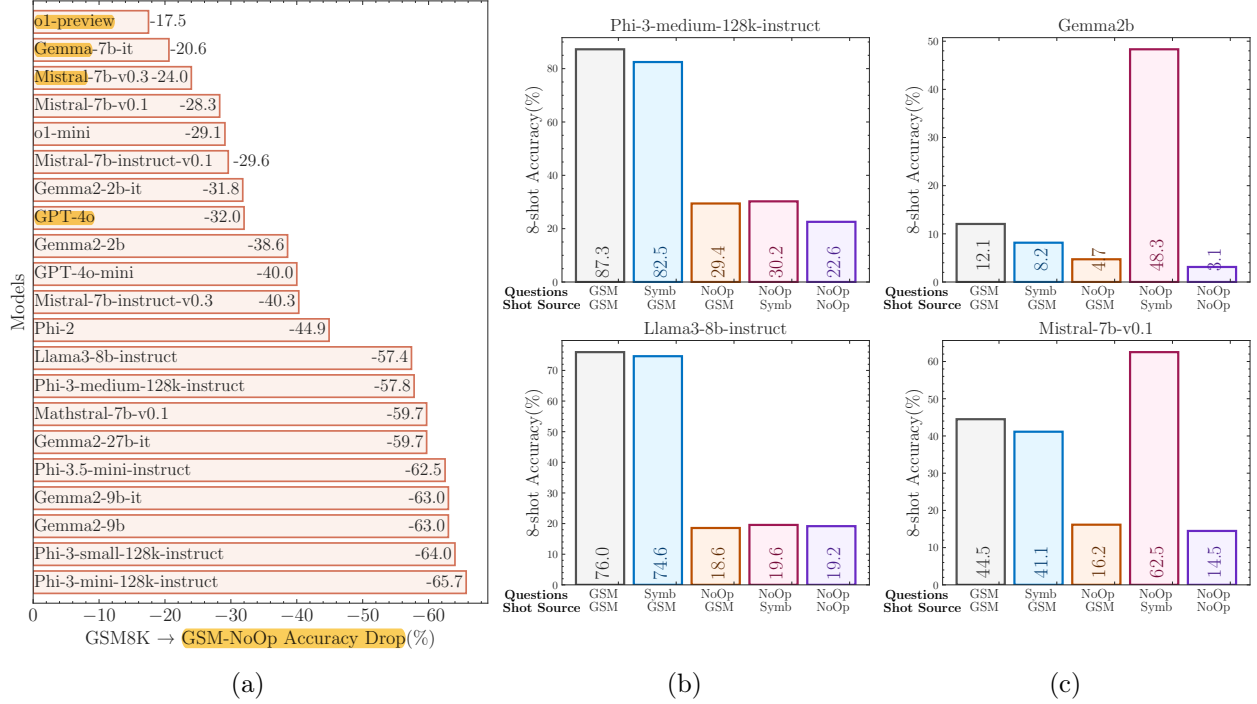 Models
o1-preview -17.5
Gemma-7b-it -20.6
Mistral-7b-v0.3 -24.0
Mistral-7b-v0.1 -28.3
o1-mini -29.1
Mistral-7b-instruct-v0.1 -29.6
Gemma2-2b-it -31.8
GPT-4o -32.0
Gemma2-2b -38.6
GPT-4o-mini -40.0
Mistral-7b-instruct-v0.3 -40.3
Phi-2 -44.9
Llama3-8b-instruct -57.4
Phi-3-medium-128k-instruct -57.8
Mathstral-7b-v0.1 -59.7
Gemma2-27b-it -59.7
Phi-3.5-mini-instruct -62.5
Gemma2-9b-it -63.0
Gemma2-9b -63.0
Phi-3-small-128k-instruct -64.0
Phi-3-mini-128k-instruct -65.7
0 −10 −20 −30 −40 −50 −60
GSM8K → GSM-NoOp Accuracy Drop(%)
(a)
Phi-3-medium-128k-instruct
8-shot Accuracy(%)
80
60
40
20
0
87.3 82.5 29.4 30.2 22.6
Questions GSM Symb NoOp NoOp NoOp
Shot Source GSM GSM GSM Symb NoOp
Llama3-8b-instruct
8-shot Accuracy(%)
70
60
50
40
30
20
10
0
76.0 74.6 18.6 19.6 19.2
Questions GSM Symb NoOp NoOp NoOp
Shot Source GSM GSM GSM Symb NoOp
(b)
Gemma2b
8-shot Accuracy(%)
50
40
30
20
10
0
12.1 8.2 4.7 48.3 3.1
Questions GSM Symb NoOp NoOp NoOp
Shot Source GSM GSM GSM Symb NoOp
Mistral-7b-v0.1
8-shot Accuracy(%)
60
50
40
30
20
10
0
44.5 41.1 16.2 62.5 14.5
Questions GSM Symb NoOp NoOp NoOp
Shot Source GSM GSM GSM Symb NoOp
(c)